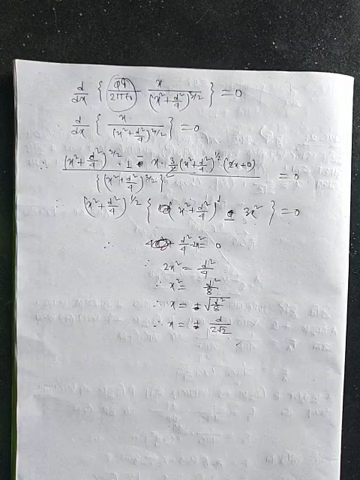 d/dx { Qq/2πε₀ x/(x²+d²/4)^3/2 } = 0
d/dx { x/(x²+d²/4)^3/2 } = 0
∴ (x²+d²/4)^3/2 · 1 - x · 3/2 (x²+d²/4)^1/2 (2x+0) / {(x²+d²/4)^3/2}² = 0
∴ (x²+d²/4)^1/2 { x²+d²/4 - 3x² } = 0
∴ d²/4 - 2x² = 0
∴ 2x² = d²/4
∴ x² = d²/8
∴ x = ± √d²/8
∴ x = ± d/2√2